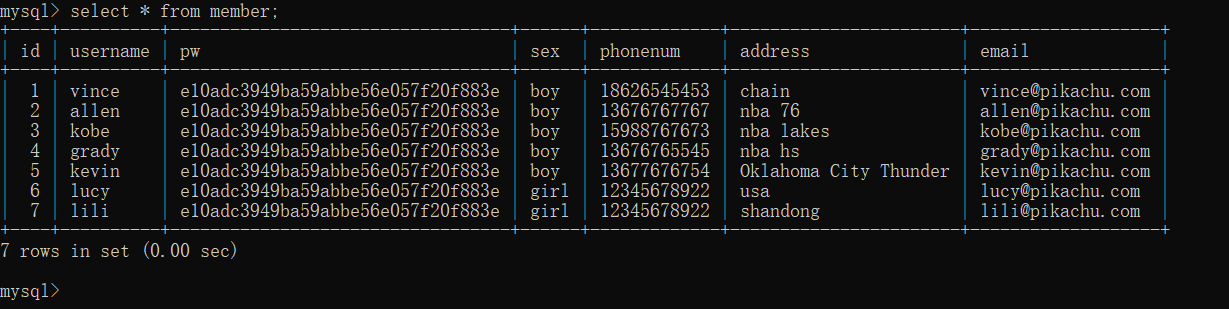 mysql> select * from member;
+----+----------+----------------------------------+------+-------------+-----------------------+-------------------+
| id | username | pw                               | sex  | phonenum    | address               | email             |
+----+----------+----------------------------------+------+-------------+-----------------------+-------------------+
|  1 | vince    | e10adc3949ba59abbe56e057f20f883e | boy  | 18626545453 | chain                 | vince@pikachu.com |
|  2 | allen    | e10adc3949ba59abbe56e057f20f883e | boy  | 13676767767 | nba 76                | allen@pikachu.com |
|  3 | kobe     | e10adc3949ba59abbe56e057f20f883e | boy  | 15988767673 | nba lakes             | kobe@pikachu.com  |
|  4 | grady    | e10adc3949ba59abbe56e057f20f883e | boy  | 13676765545 | nba hs                | grady@pikachu.com |
|  5 | kevin    | e10adc3949ba59abbe56e057f20f883e | boy  | 13677676754 | Oklahoma City Thunder | kevin@pikachu.com |
|  6 | lucy     | e10adc3949ba59abbe56e057f20f883e | girl | 12345678922 | usa                   | lucy@pikachu.com  |
|  7 | lili     | e10adc3949ba59abbe56e057f20f883e | girl | 12345678922 | shandong              | lili@pikachu.com  |
+----+----------+----------------------------------+------+-------------+-----------------------+-------------------+
7 rows in set (0.00 sec)
mysql>